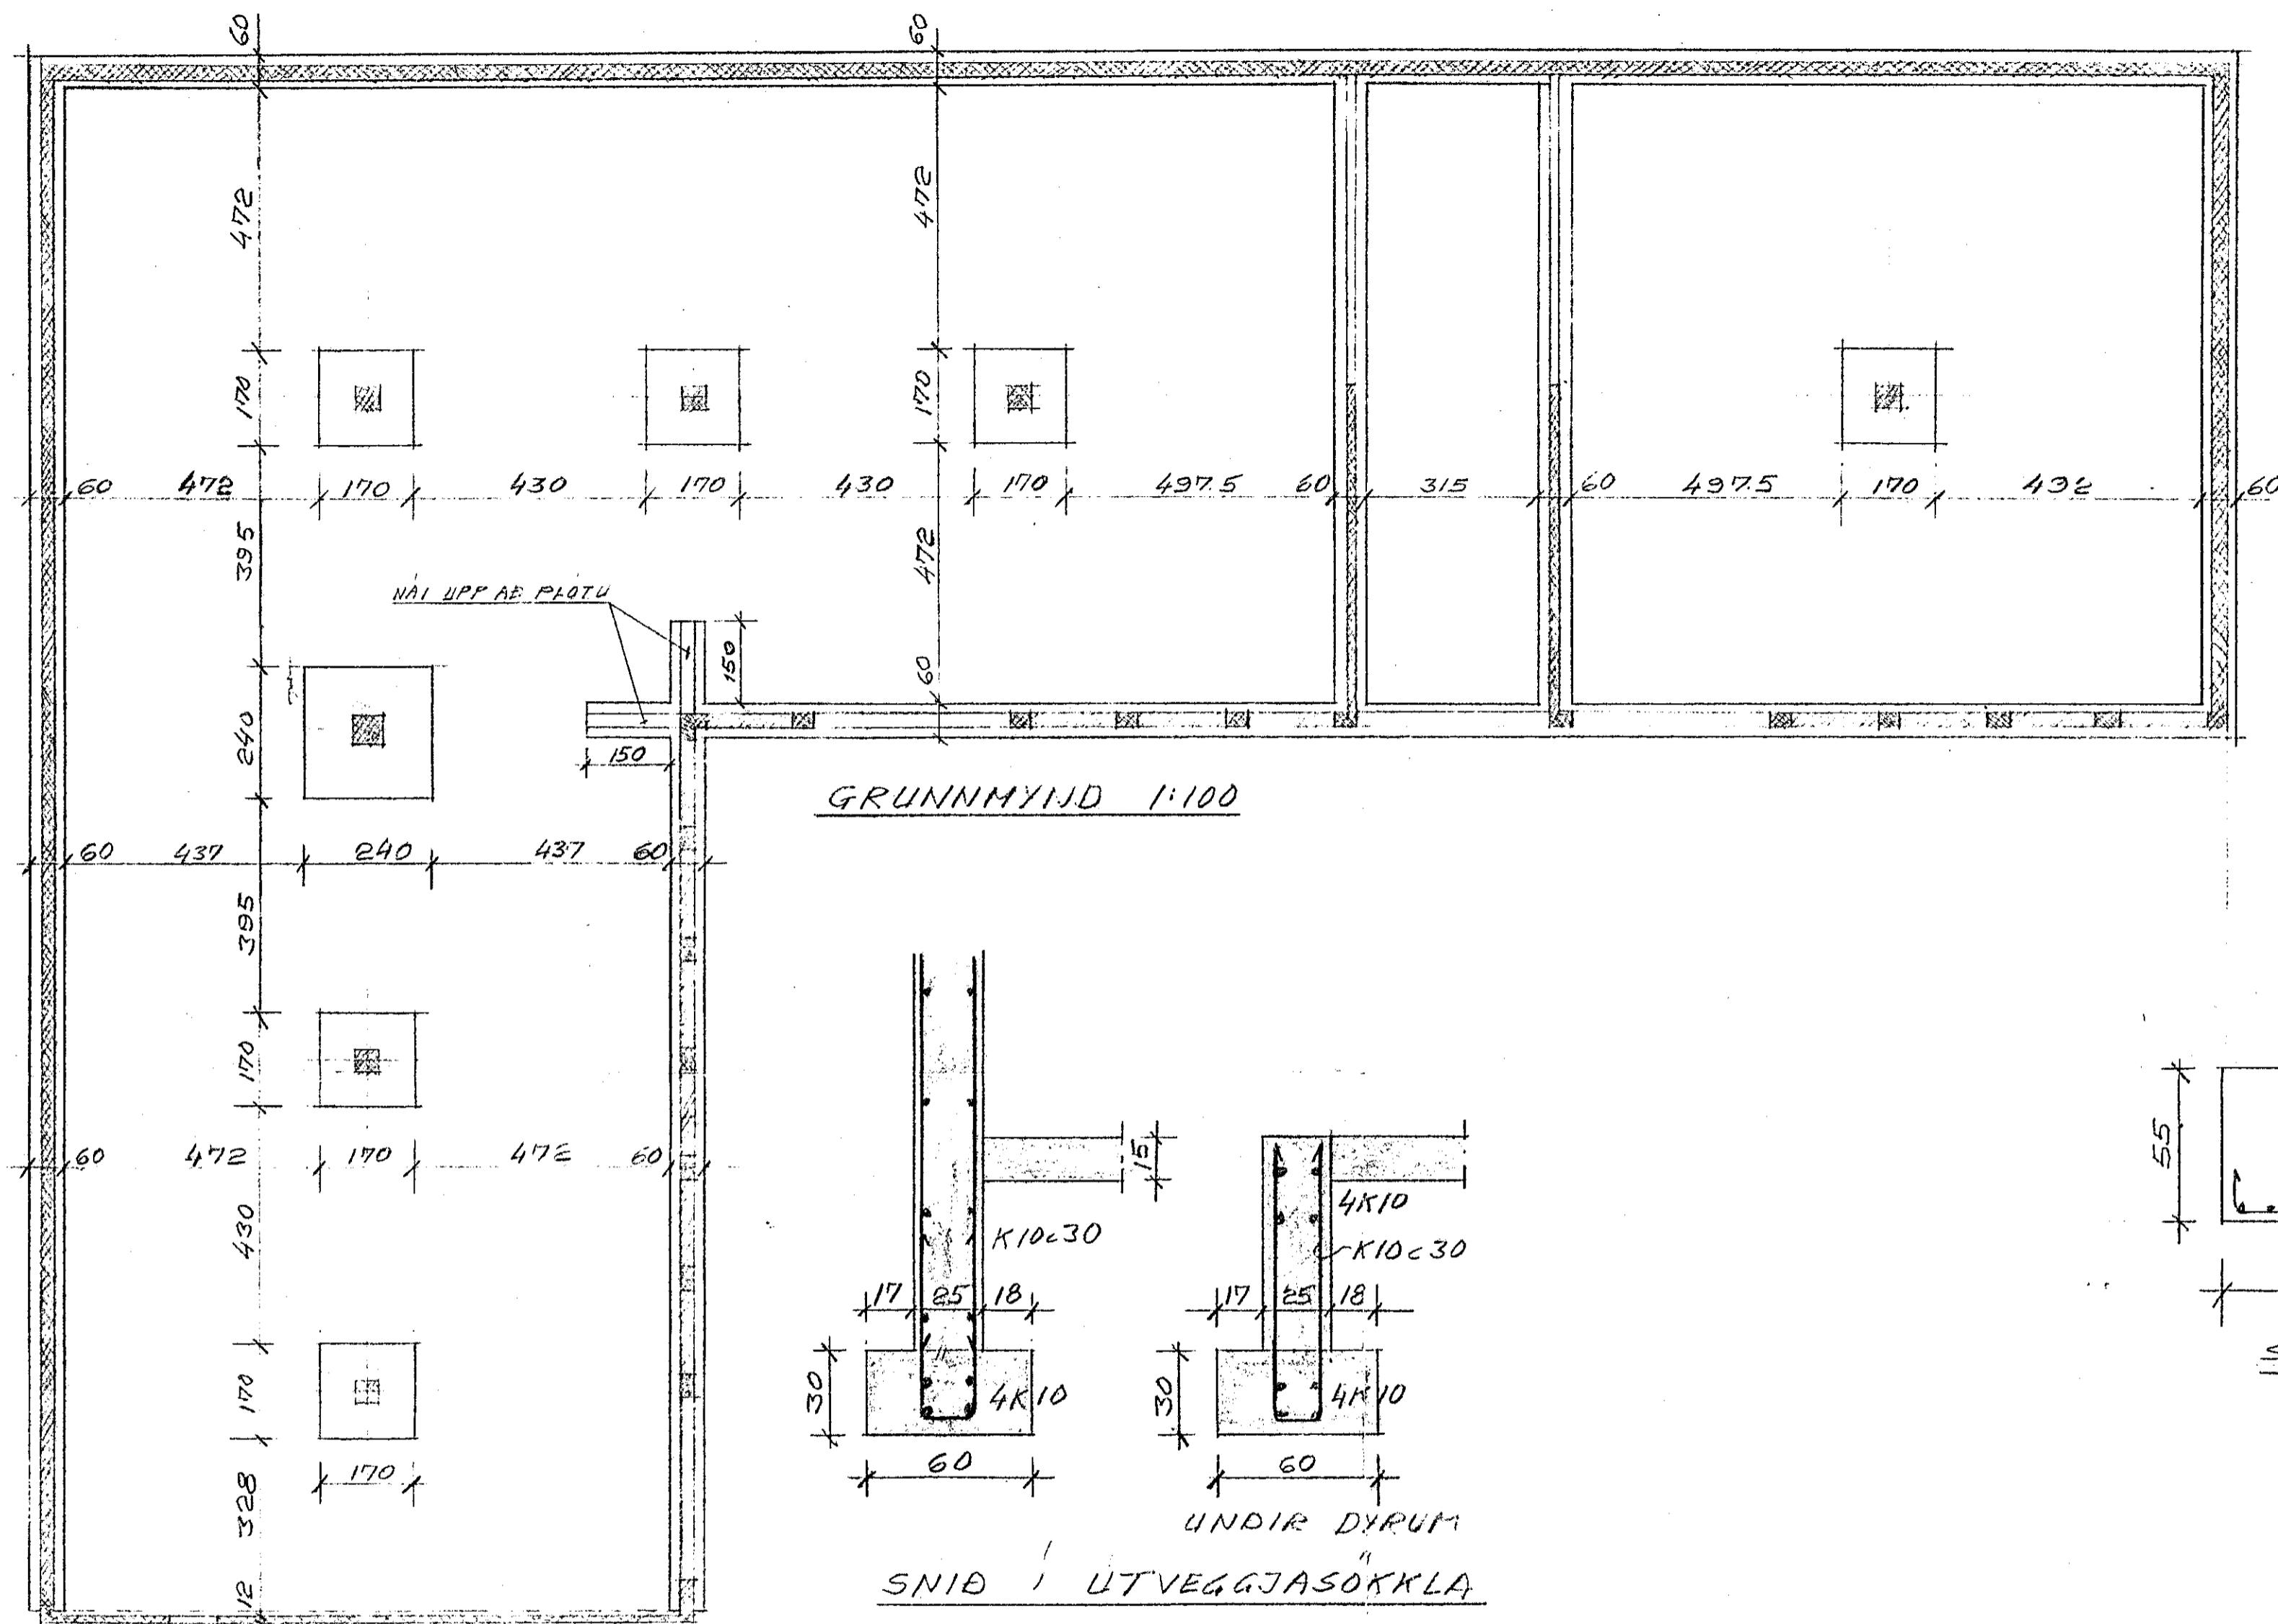 60
60
472
472
170
170
60 472 170 430 170 430 170 497.5 60 315 60 497.5 170 432 60
395
472
NÁI UPP AÐ PLÖTU
150
60
240
150
GRUNNMYND 1:100
60 437 240 437 60
395
170
60 472 170 472 60
430
170
170
328
12
15
K10c30
17 25 18
30
4K10
60
4K10
K10c30
17 25 18
30
4K10
60
UNDIR DYRUM
SNIÐ Í ÚTVEGGJASÖKKLA
55